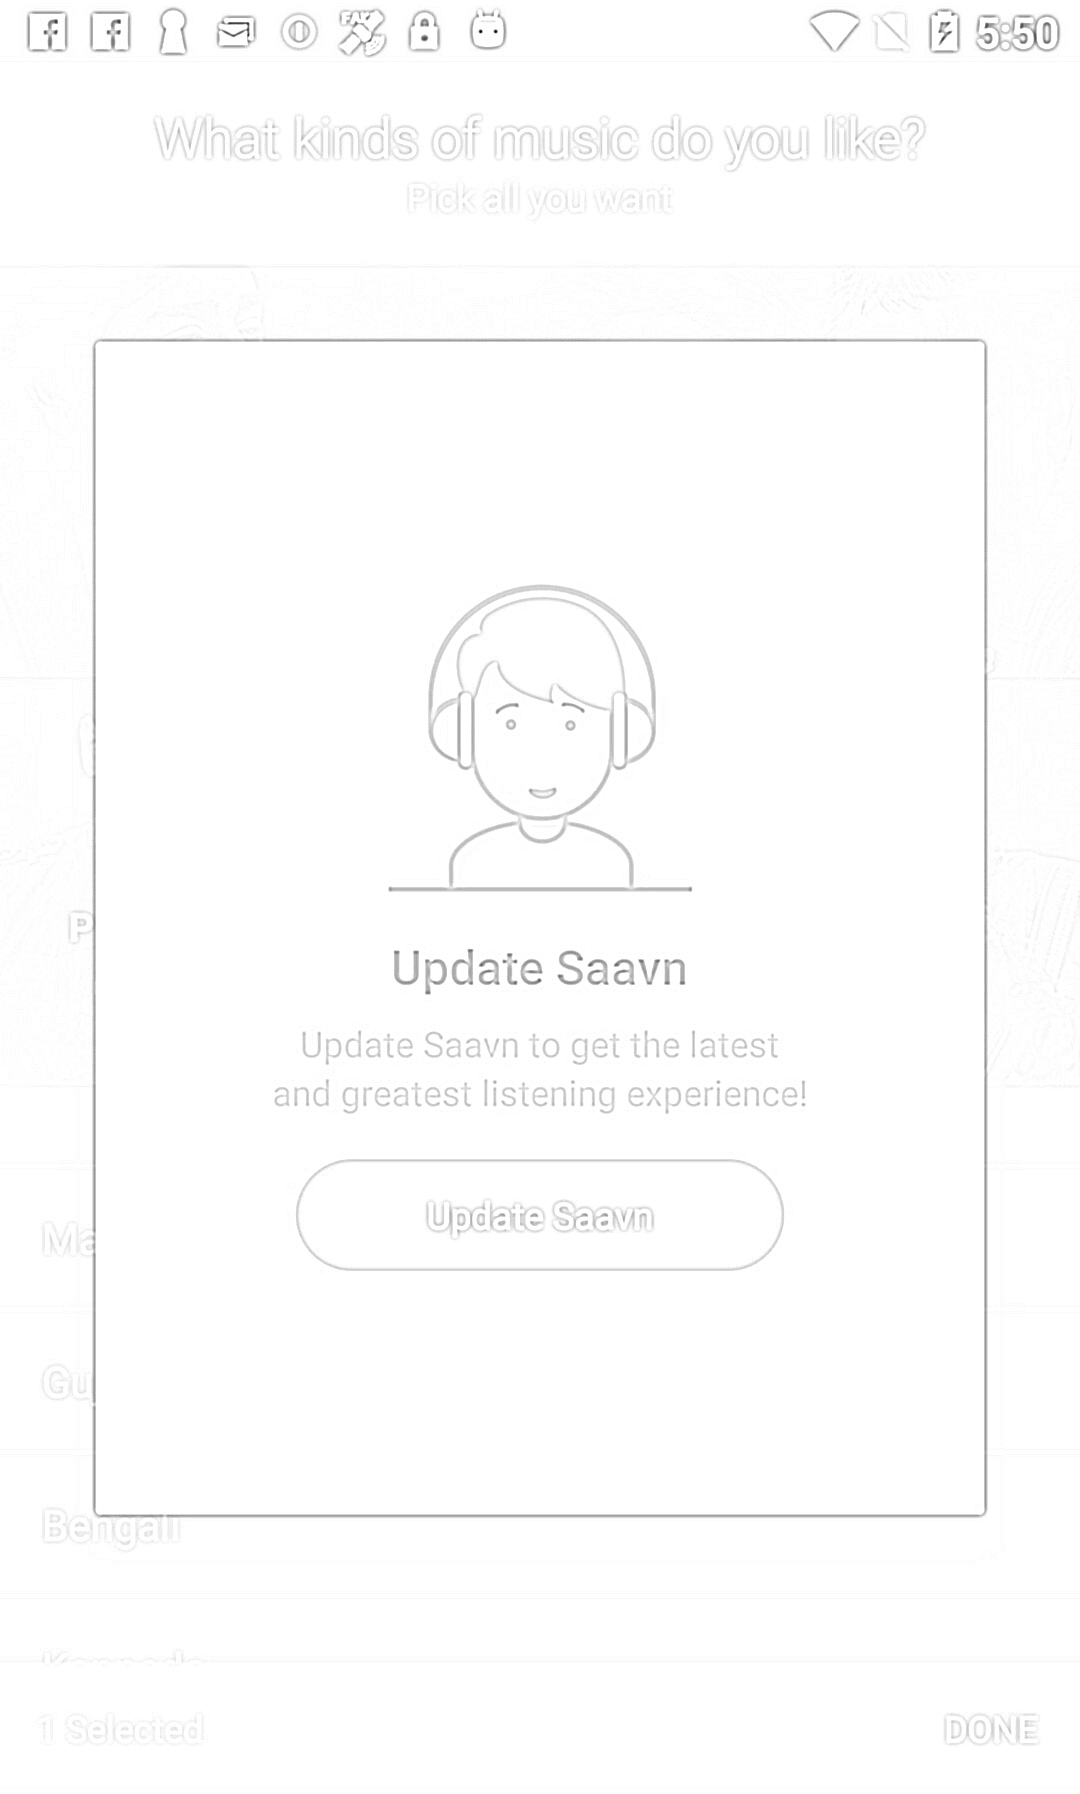 5:50
What kinds of music do you like?
Pick all you want
P
Update Saavn
Update Saavn to get the latest
and greatest listening experience!
Update Saavn
Ma
Gu
Bengali
Kannada
1 Selected
DONE